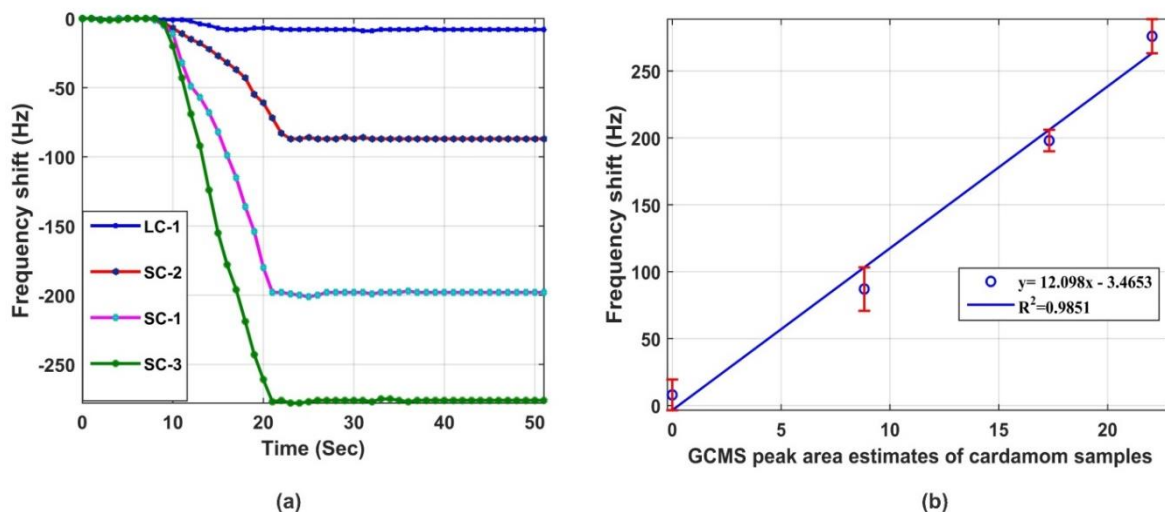 0
-50
-100
-150
-200
-250
Frequency shift (Hz)
LC-1
SC-2
SC-1
SC-3
0 10 20 30 40 50
Time (Sec)
(a)
250
200
150
100
50
0
Frequency shift (Hz)
y= 12.098x - 3.4653
R²=0.9851
0 5 10 15 20
GCMS peak area estimates of cardamom samples
(b)